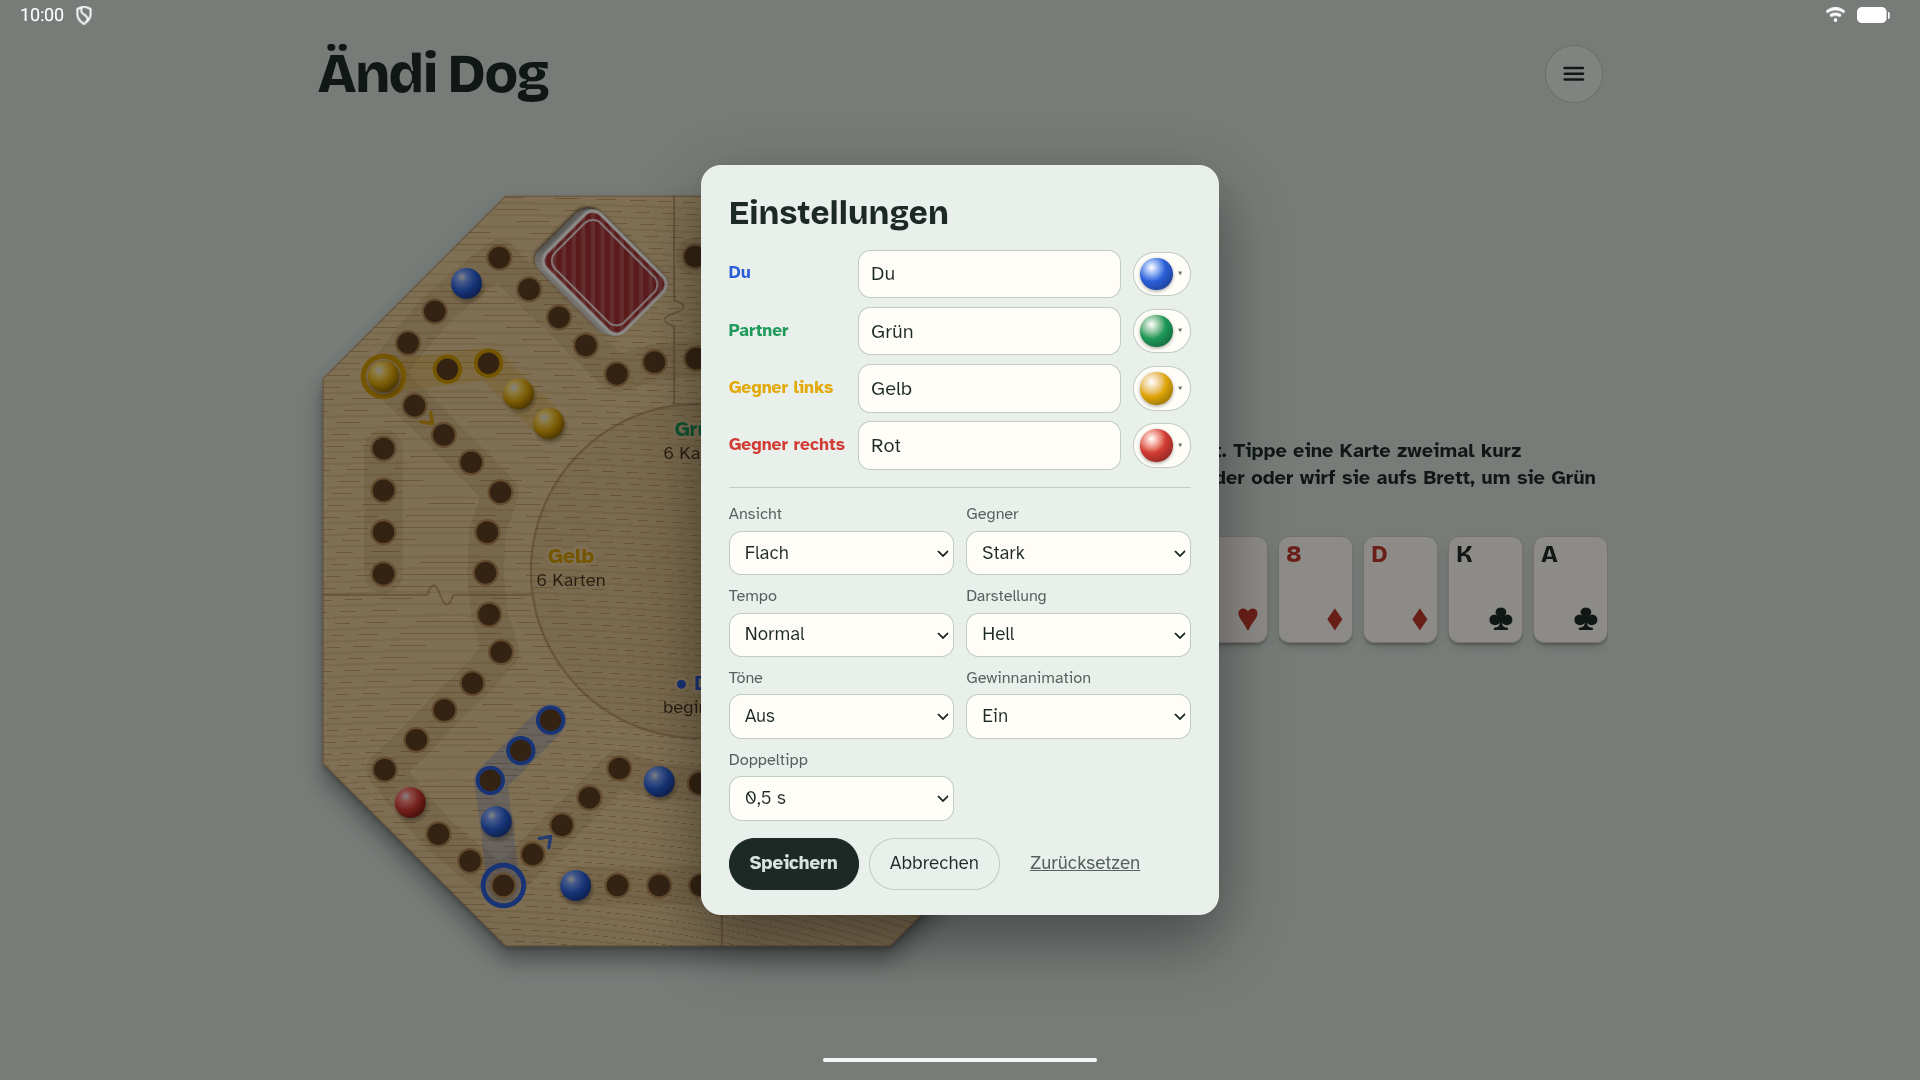 10:00
Ändi Dog
Einstellungen
Du
Du
Partner
Grün
Gegner links
Gelb
Gegner rechts
Rot
Ansicht
Gegner
Flach
Stark
Tempo
Darstellung
Normal
Hell
Töne
Gewinnanimation
Aus
Ein
Doppeltipp
0,5 s
Speichern
Abbrechen
Zurücksetzen
Gelb
6 Karten
. Tippe eine Karte zweimal kurz
oder wirf sie aufs Brett, um sie Grün
8
D
K
A